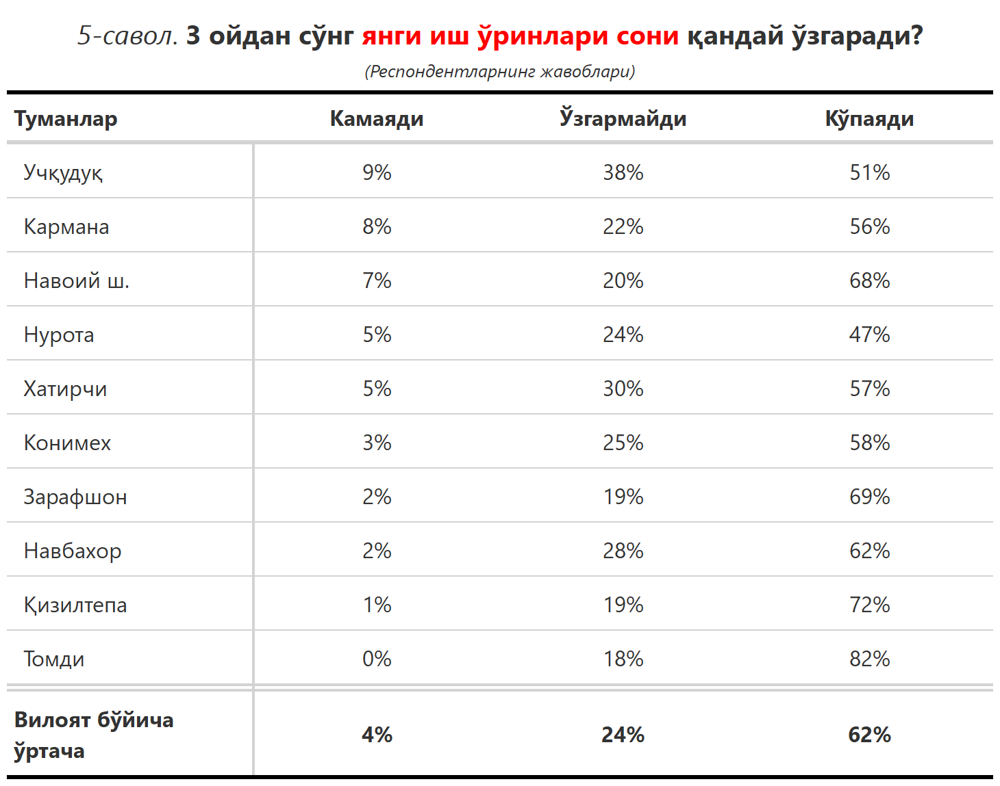 5-савол. 3 ойдан сўнг янги иш ўринлари сони қандай ўзгаради?
(Респондентларнинг жавоблари)
Туманлар Камаяди Ўзгармайди Кўпаяди
Учқудуқ 9% 38% 51%
Кармана 8% 22% 56%
Навоий ш. 7% 20% 68%
Нурота 5% 24% 47%
Хатирчи 5% 30% 57%
Конимех 3% 25% 58%
Зарафшон 2% 19% 69%
Навбахор 2% 28% 62%
Қизилтепа 1% 19% 72%
Томди 0% 18% 82%
Вилоят бўйича
ўртача 4% 24% 62%